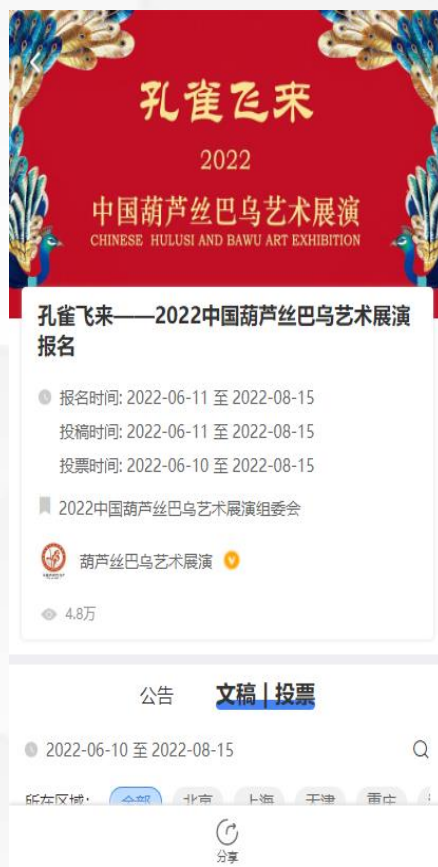 孔雀飞来
2022
中国葫芦丝巴乌艺术展演
CHINESE HULUSI AND BAWU ART EXHIBITION
孔雀飞来——2022中国葫芦丝巴乌艺术展演
报名
报名时间: 2022-06-11 至 2022-08-15
投稿时间: 2022-06-11 至 2022-08-15
投票时间: 2022-06-10 至 2022-08-15
2022中国葫芦丝巴乌艺术展演组委会
葫芦丝巴乌艺术展演
4.8万
公告 文稿 | 投票
2022-06-10 至 2022-08-15
所在区域: 全部 北京 上海 天津 重庆
分享